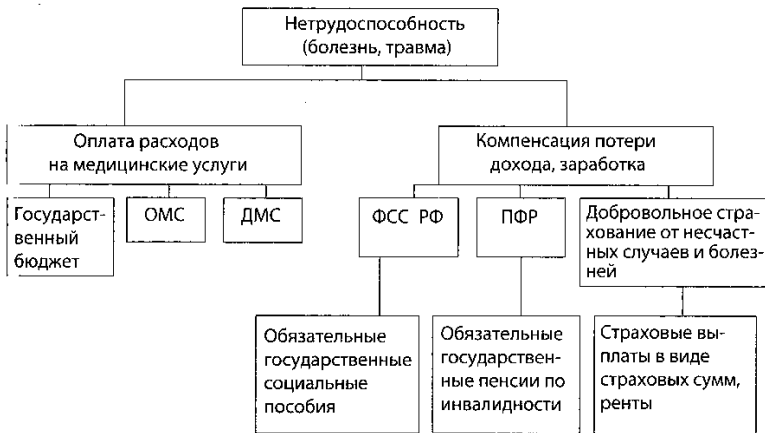 Нетрудоспособность
(болезнь, травма)
Оплата расходов
на медицинские услуги
Компенсация потери
дохода, заработка
Государст-
венный
бюджет
ОМС
ДМС
ФСС РФ
ПФР
Добровольное стра-
хование от несчаст-
ных случаев и болез-
ней
Обязательные
государственные
социальные
пособия
Обязательные
государствен-
ные пенсии по
инвалидности
Страховые вы-
платы в виде
страховых сумм,
ренты